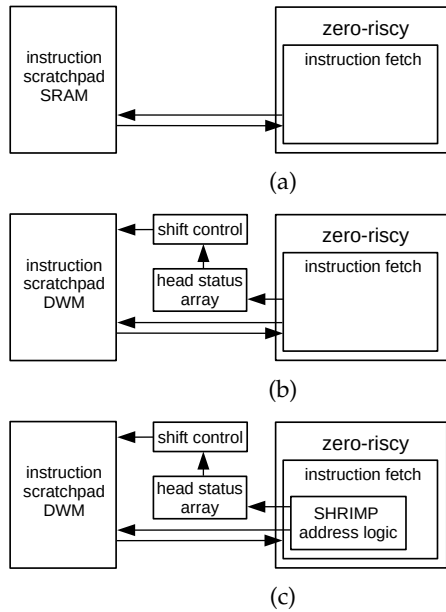 instruction
scratchpad
SRAM
zero-riscy
instruction fetch
(a)
instruction
scratchpad
DWM
shift control
head status
array
zero-riscy
instruction fetch
(b)
instruction
scratchpad
DWM
shift control
head status
array
zero-riscy
instruction fetch
SHRIMP
address logic
(c)